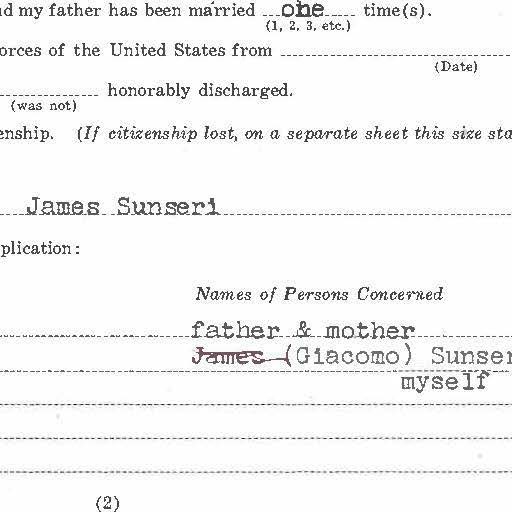 d my father has been married one time(s).
(1, 2, 3, etc.)
orces of the United States from
(Date)
honorably discharged.
(was not)
enship. (If citizenship lost, on a separate sheet this size sta
James Sunseri
plication:
Names of Persons Concerned
father & mother
James (Giacomo) Sunser
myself
(2)